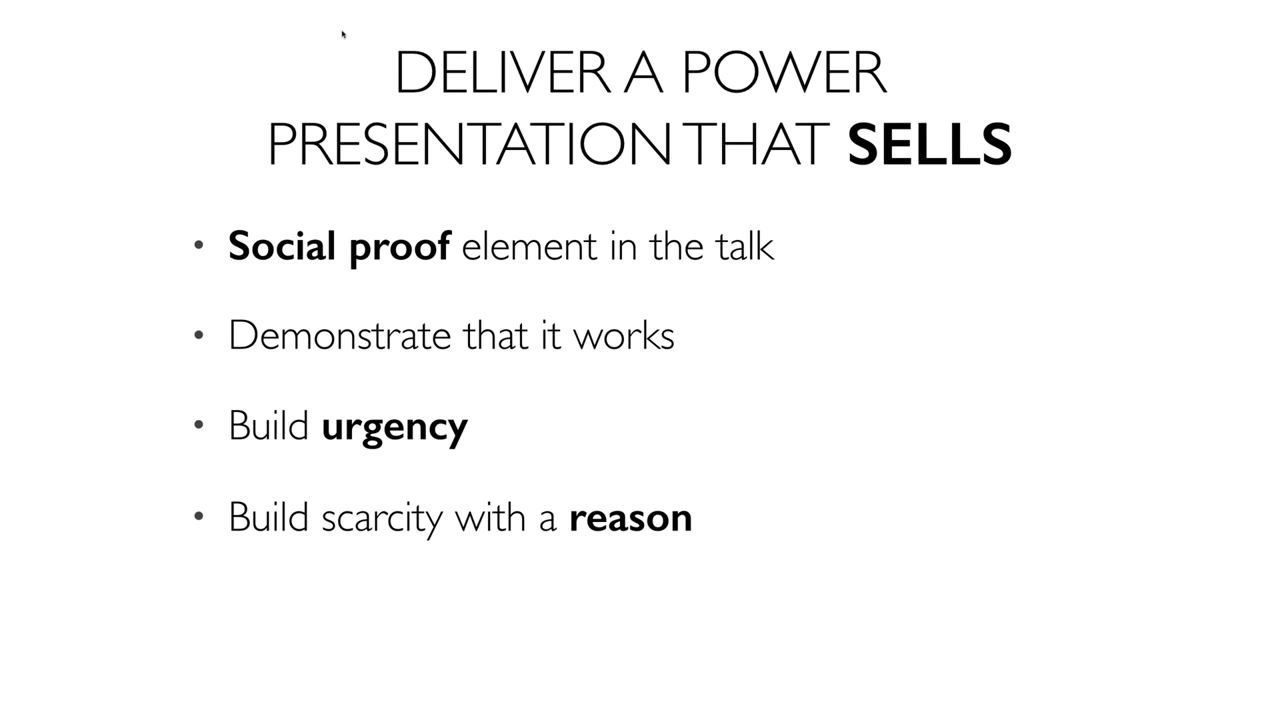 DELIVER A POWER
PRESENTATION THAT SELLS
• Social proof element in the talk
• Demonstrate that it works
• Build urgency
• Build scarcity with a reason